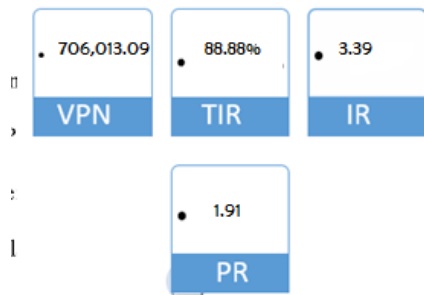 • 706,013.09
VPN
• 88.88%
TIR
• 3.39
IR
• 1.91
PR